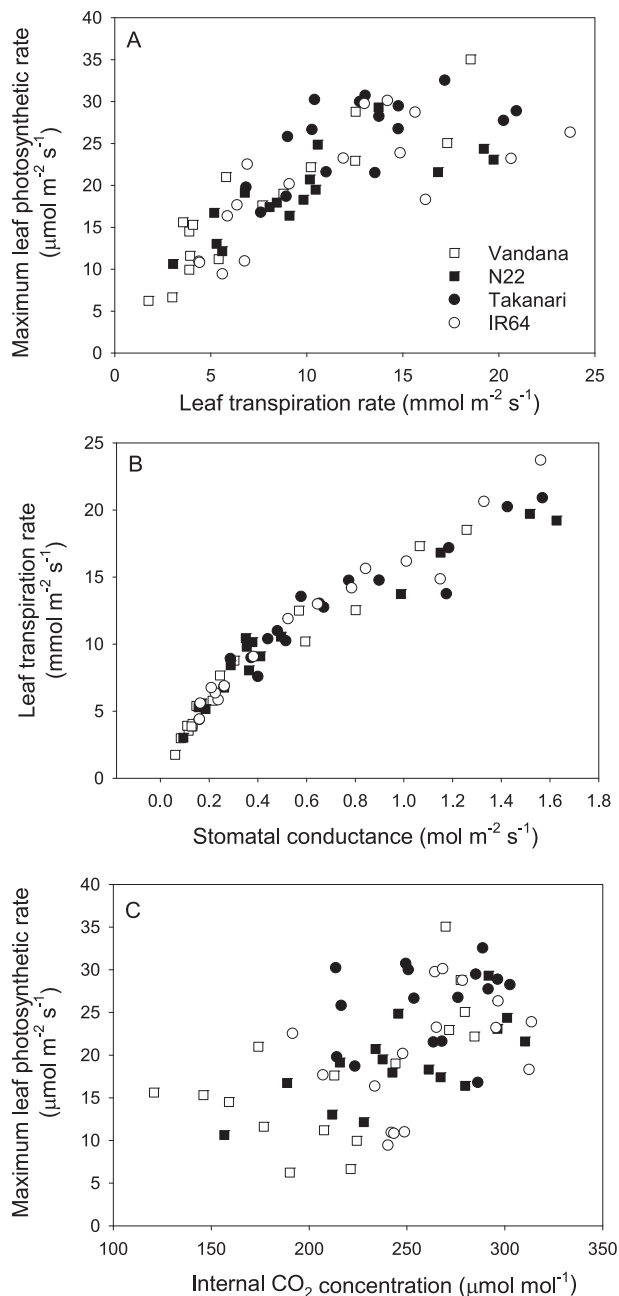 A
Maximum leaf photosynthetic rate
(μmol m⁻² s⁻¹)
40
35
30
25
20
15
10
5
0
□ Vandana
■ N22
● Takanari
○ IR64
0 5 10 15 20 25
Leaf transpiration rate (mmol m⁻² s⁻¹)
B
Leaf transpiration rate
(mmol m⁻² s⁻¹)
25
20
15
10
5
0
0.0 0.2 0.4 0.6 0.8 1.0 1.2 1.4 1.6 1.8
Stomatal conductance (mol m⁻² s⁻¹)
C
Maximum leaf photosynthetic rate
(μmol m⁻² s⁻¹)
40
35
30
25
20
15
10
5
0
100 150 200 250 300 350
Internal CO₂ concentration (μmol mol⁻¹)